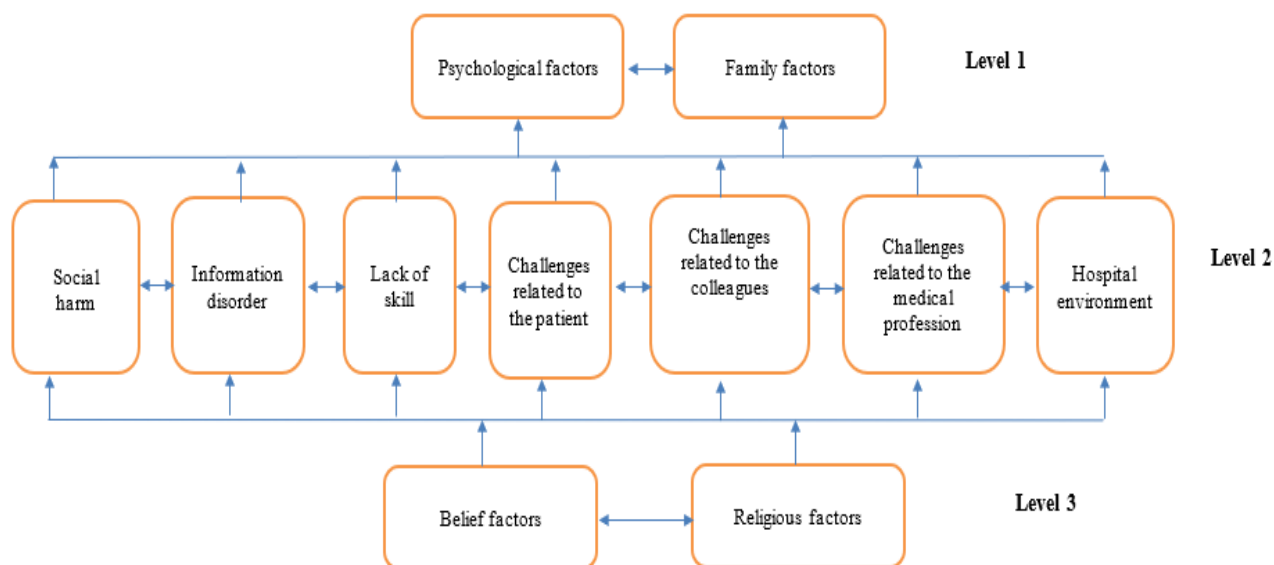 Psychological factors
Family factors
Level 1
Social
harm
Information
disorder
Lack of
skill
Challenges
related to
the patient
Challenges
related to the
colleagues
Challenges
related to the
medical
profession
Hospital
environment
Level 2
Belief factors
Religious factors
Level 3